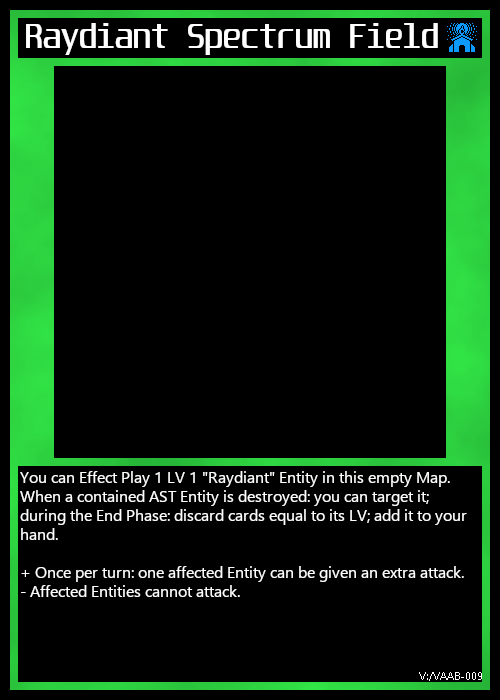 Raydiant Spectrum Field
You can Effect Play 1 LV 1 "Raydiant" Entity in this empty Map.
When a contained AST Entity is destroyed: you can target it;
during the End Phase: discard cards equal to its LV; add it to your
hand.
+ Once per turn: one affected Entity can be given an extra attack.
- Affected Entities cannot attack.
V:/VAAB-009